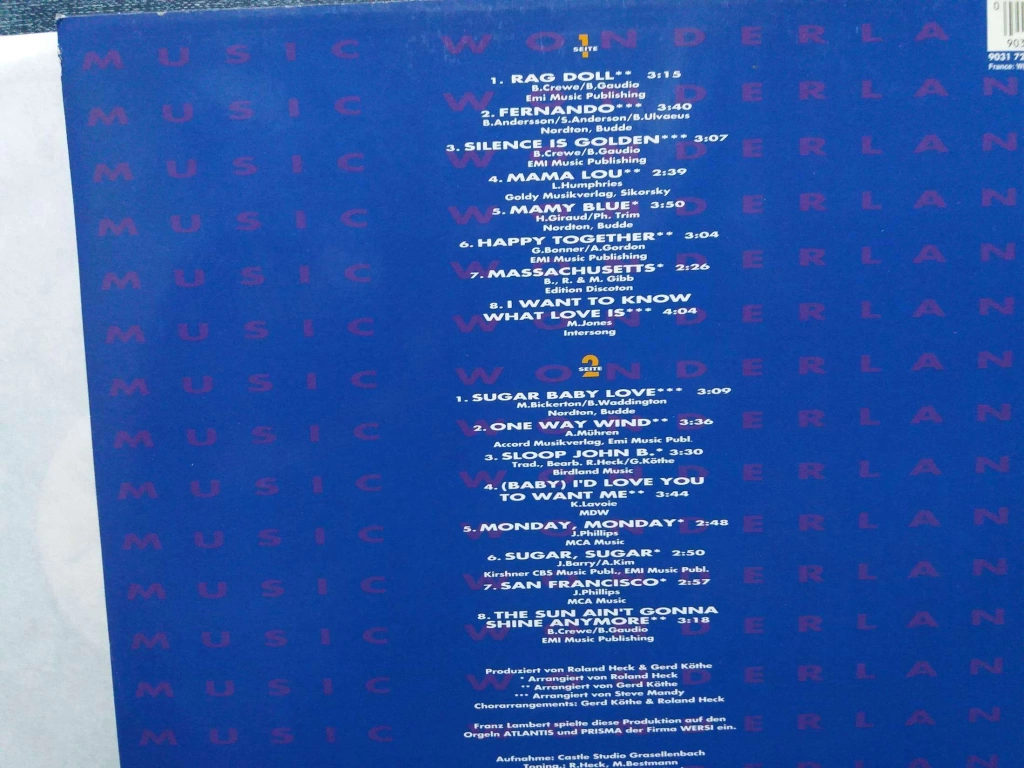 MUSIC WONDERLAN
1
SEITE
1. RAG DOLL** 3:15
B.Crewe/B,Gaudio
Emi Music Publishing
2. FERNANDO*** 3:40
B.Andersson/S.Anderson/B.Ulvaeus
Nordton, Budde
3. SILENCE IS GOLDEN*** 3:07
B.Crewe/B.Gaudio
EMI Music Publishing
4. MAMA LOU** 2:39
L.Humphries
Goldy Musikverlag, Sikorsky
5. MAMY BLUE* 3:50
H.Giraud/Ph. Trim
Nordton, Budde
6. HAPPY TOGETHER** 3:04
G.Bonner/A.Gordon
EMI Music Publishing
7. MASSACHUSETTS* 2:26
B., R. & M. Gibb
Edition Discoton
8. I WANT TO KNOW
WHAT LOVE IS*** 4:04
M.Jones
Intersong
2
SEITE
1. SUGAR BABY LOVE*** 3:09
M.Bickerton/B.Waddington
Nordton, Budde
2. ONE WAY WIND** 3:36
A.Mühren
Accord Musikverlag, Emi Music Publ.
3. SLOOP JOHN B.* 3:30
Trad., Bearb. R.Heck/G.Köthe
Birdland Music
4. (BABY) I'D LOVE YOU
TO WANT ME** 3:44
K.Lavoie
MDW
5. MONDAY, MONDAY* 2:48
J.Phillips
MCA Music
6. SUGAR, SUGAR* 2:50
J.Barry/A.Kim
Kirshner CBS Music Publ., EMI Music Publ.
7. SAN FRANCISCO* 2:57
J.Phillips
MCA Music
8. THE SUN AIN'T GONNA
SHINE ANYMORE** 3:18
B.Crewe/B.Gaudio
EMI Music Publishing
Produziert von Roland Heck & Gerd Köthe
* Arrangiert von Roland Heck
** Arrangiert von Gerd Köthe
*** Arrangiert von Steve Mandy
Chorarrangements: Gerd Köthe & Roland Heck
Franz Lambert spielte diese Produktion auf den
Orgeln ATLANTIS und PRISMA der Firma WERSI ein.
Aufnahme: Castle Studio Grasellenbach
Toning.: R.Heck, M.Bestmann
0
903
9031 72
France: W